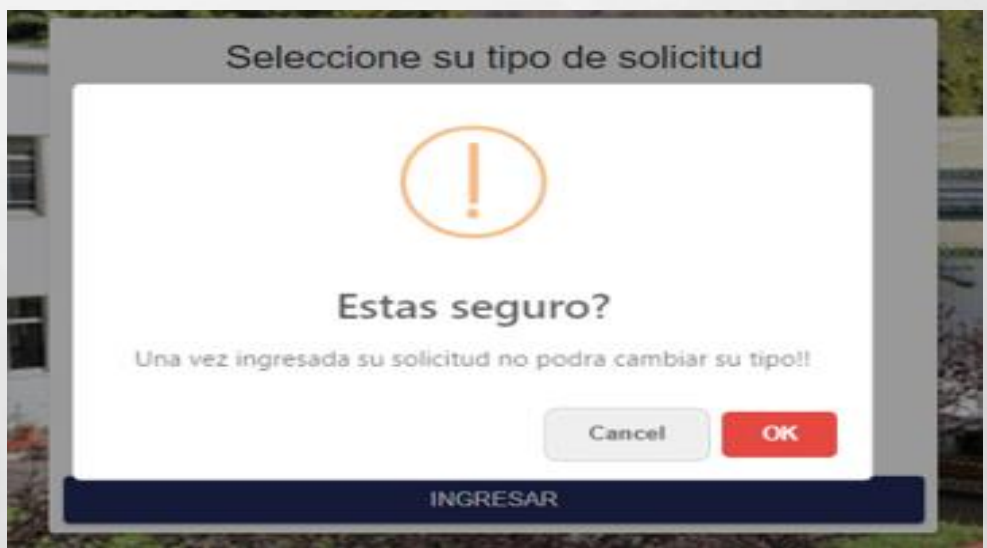 Seleccione su tipo de solicitud
Estas seguro?
Una vez ingresada su solicitud no podra cambiar su tipo!!
Cancel
OK
INGRESAR